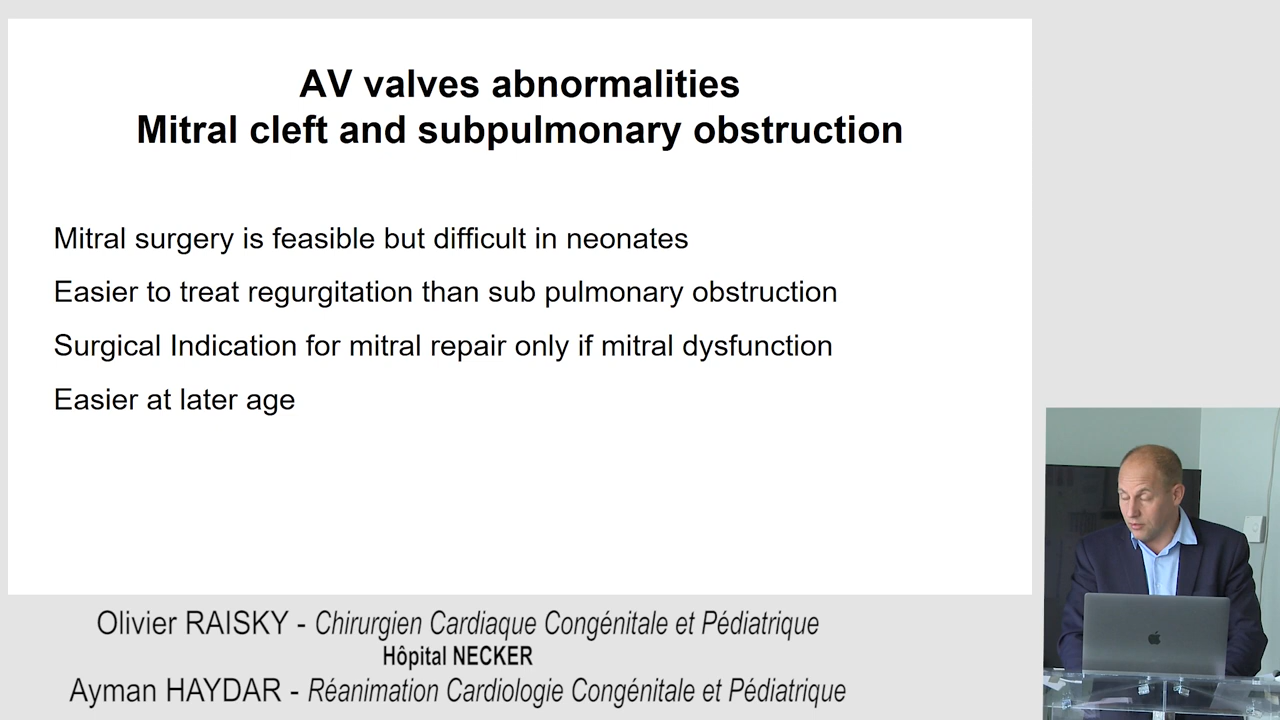 AV valves abnormalities
Mitral cleft and subpulmonary obstruction
Mitral surgery is feasible but difficult in neonates
Easier to treat regurgitation than sub pulmonary obstruction
Surgical Indication for mitral repair only if mitral dysfunction
Easier at later age
Olivier RAISKY - Chirurgien Cardiaque Congénitale et Pédiatrique
Hôpital NECKER
Ayman HAYDAR - Réanimation Cardiologie Congénitale et Pédiatrique